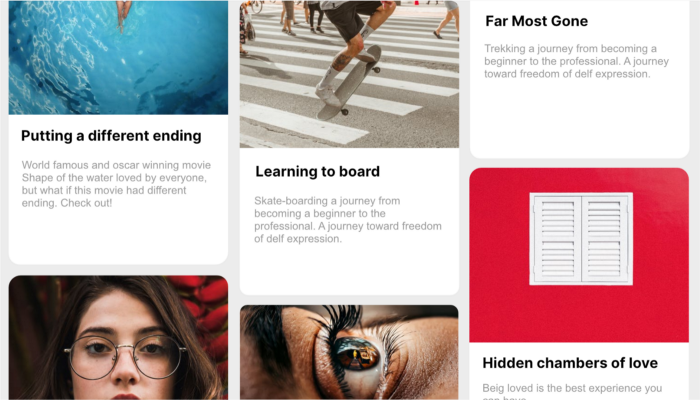 Putting a different ending
World famous and oscar winning movie
Shape of the water loved by everyone,
but what if this movie had different
ending. Check out!
Learning to board
Skate-boarding a journey from
becoming a beginner to the
professional. A journey toward freedom
of delf expression.
Far Most Gone
Trekking a journey from becoming a
beginner to the professional. A journey
toward freedom of delf expression.
Hidden chambers of love
Beig loved is the best experience you
can have